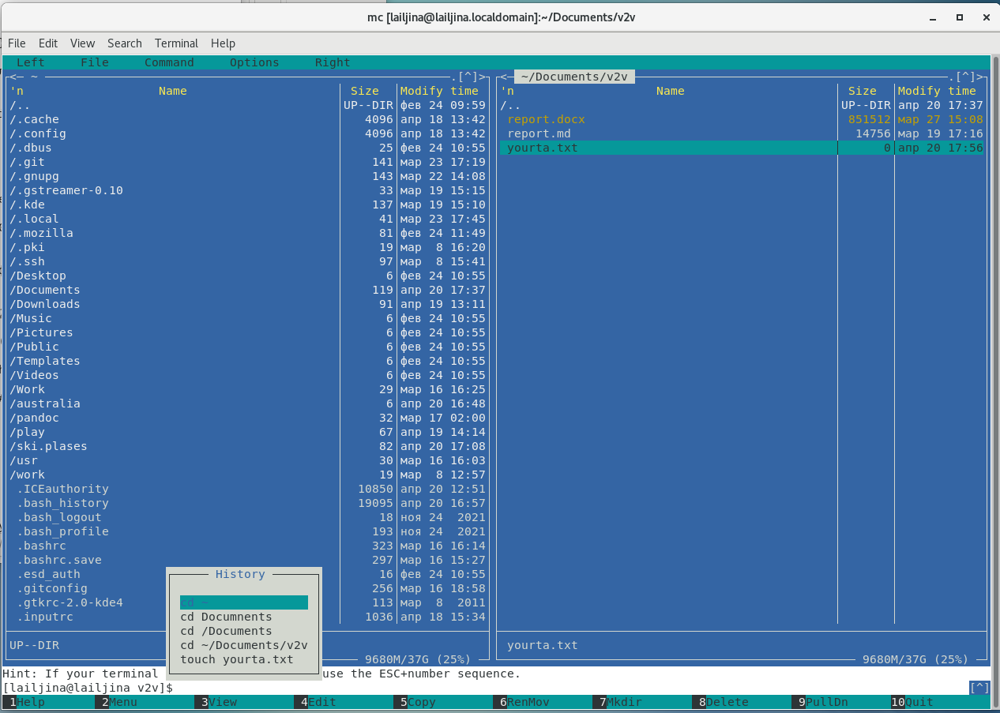 mc [lailjina@lailjina.localdomain]:~/Documents/v2v
File Edit View Search Terminal Help
Left File Command Options Right
<─ ~ ─.[^]>
'n Name Size Modify time
/.. UP--DIR фев 24 09:59
/.cache 4096 апр 18 13:42
/.config 4096 апр 18 13:42
/.dbus 25 фев 24 10:55
/.git 141 мар 23 17:19
/.gnupg 143 мар 22 14:08
/.gstreamer-0.10 33 мар 19 15:15
/.kde 137 мар 19 15:10
/.local 41 мар 23 17:45
/.mozilla 81 фев 24 11:49
/.pki 19 мар 8 16:20
/.ssh 97 мар 8 15:41
/Desktop 6 фев 24 10:55
/Documents 119 апр 20 17:37
/Downloads 91 апр 19 13:11
/Music 6 фев 24 10:55
/Pictures 6 фев 24 10:55
/Public 6 фев 24 10:55
/Templates 6 фев 24 10:55
/Videos 6 фев 24 10:55
/Work 29 мар 16 16:25
/australia 6 апр 20 16:48
/pandoc 32 мар 17 02:00
/play 67 апр 19 14:14
/ski.plases 82 апр 20 17:08
/usr 30 мар 16 16:03
/work 19 мар 8 12:57
.ICEauthority 10850 апр 20 12:51
.bash_history 19095 апр 20 16:57
.bash_logout 18 ноя 24 2021
.bash_profile 193 ноя 24 2021
.bashrc 323 мар 16 16:14
.bashrc.save 297 мар 16 15:27
.esd_auth 16 фев 24 10:55
.gitconfig 256 мар 16 18:58
.gtkrc-2.0-kde4 113 мар 8 2011
.inputrc 1036 апр 18 15:34
UP--DIR
9680M/37G (25%)
<─ ~/Documents/v2v ─.[^]>
'n Name Size Modify time
/.. UP--DIR апр 20 17:37
report.docx 851512 мар 27 15:08
report.md 14756 мар 19 17:16
yourta.txt 0 апр 20 17:56
yourta.txt
9680M/37G (25%)
History
cd ~
cd Documnents
cd /Documents
cd ~/Documents/v2v
touch yourta.txt
Hint: If your terminal use the ESC+number sequence.
[lailjina@lailjina v2v]$ [^]
1Help 2Menu 3View 4Edit 5Copy 6RenMov 7Mkdir 8Delete 9PullDn 10Quit